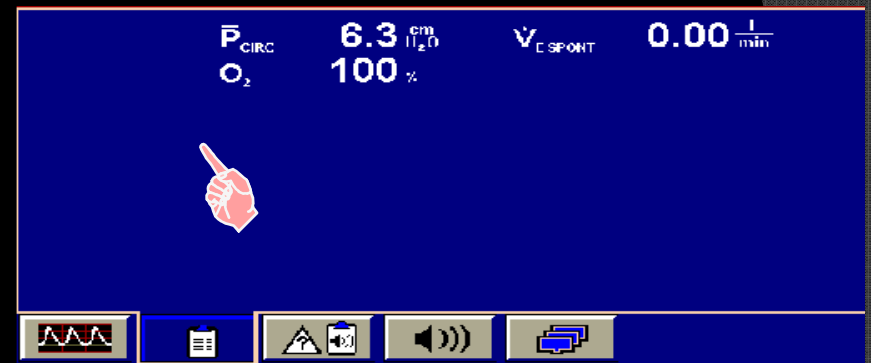 P̅CIRC 6.3 cm H₂O V̇E SPONT 0.00 l/min
O₂ 100 %